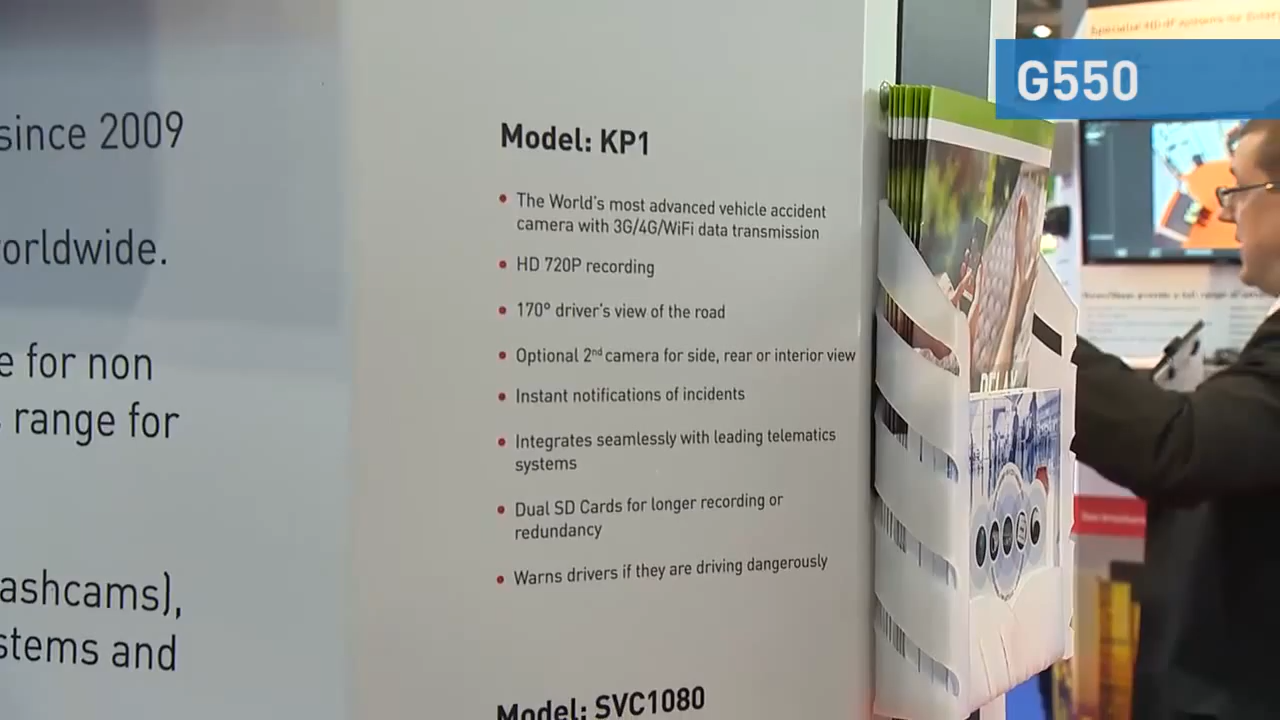 G550
since 2009
orldwide.
e for non
range for
ashcams),
stems and
Model: KP1
The World's most advanced vehicle accident
camera with 3G/4G/WiFi data transmission
HD 720P recording
170° driver's view of the road
Optional 2nd camera for side, rear or interior view
Instant notifications of incidents
Integrates seamlessly with leading telematics
systems
Dual SD Cards for longer recording or
redundancy
Warns drivers if they are driving dangerously
Model: SVC1080